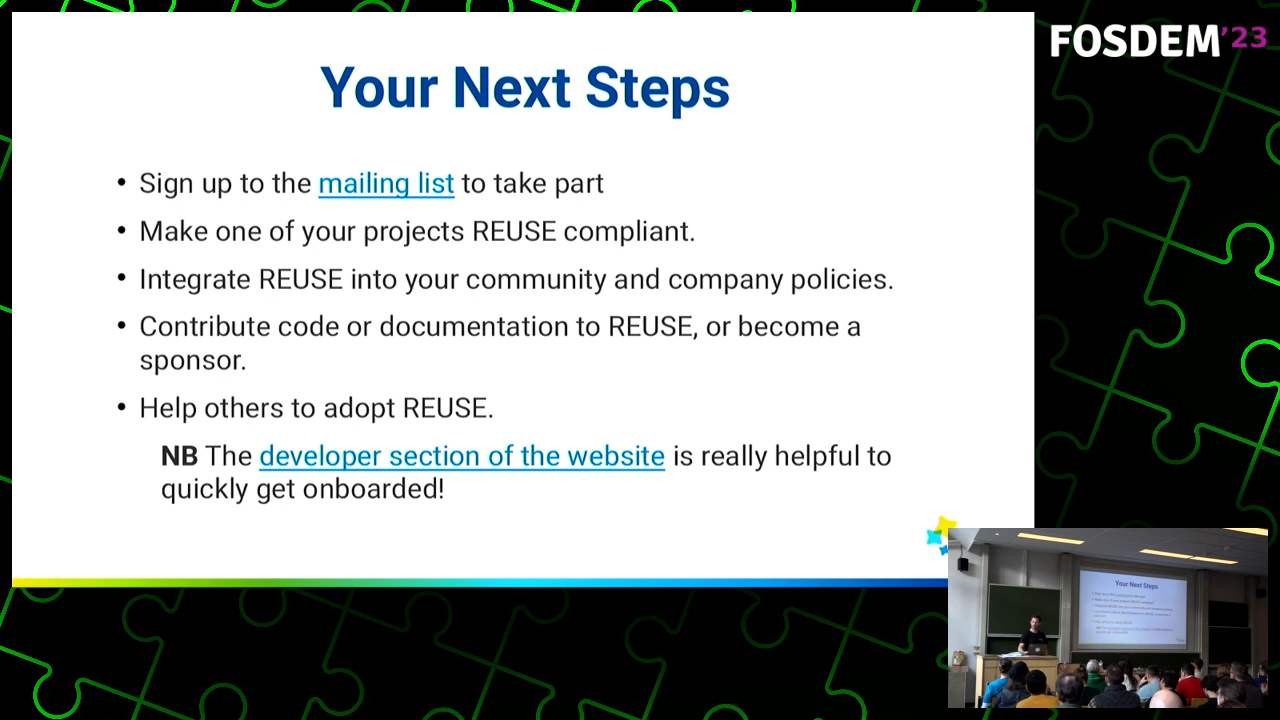 FOSDEM'23
Your Next Steps
• Sign up to the mailing list to take part
• Make one of your projects REUSE compliant.
• Integrate REUSE into your community and company policies.
• Contribute code or documentation to REUSE, or become a
sponsor.
• Help others to adopt REUSE.
NB The developer section of the website is really helpful to
quickly get onboarded!
Your Next Steps